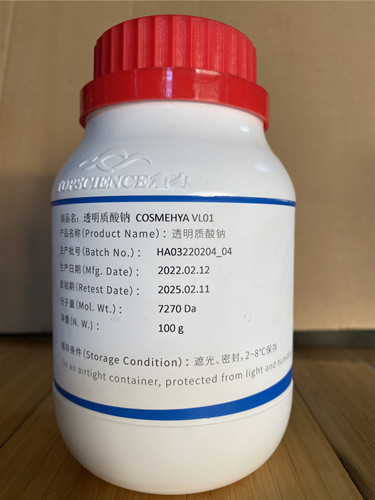 TOPSCIENCE
商品名：透明质酸钠 COSMEHYA VL01
产品名称(Product Name)：透明质酸钠
生产批号(Batch No.)： HA03220204_04
生产日期(Mfg. Date)： 2022.02.12
复验期(Retest Date)： 2025.02.11
分子量(Mol. Wt.)： 7270 Da
净重(N. W.)： 100 g
储存条件(Storage Condition)：遮光、密封，2~8℃保存
in an airtight container, protected from light and